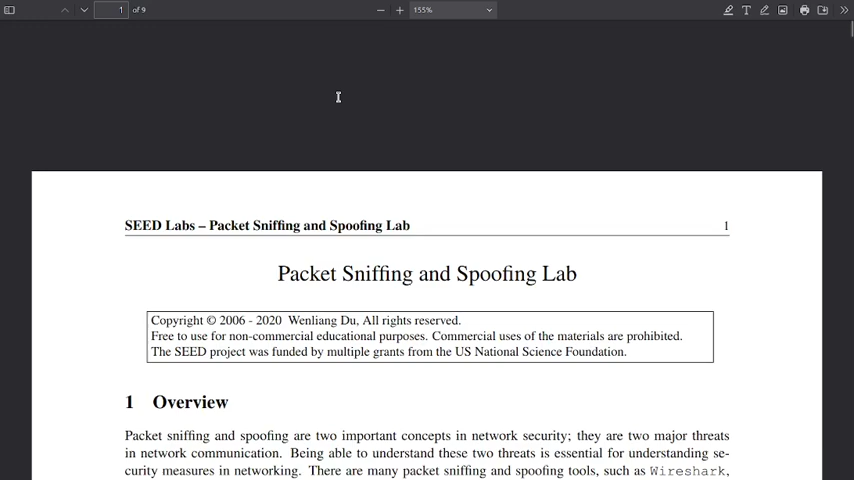 1 of 9 155%
SEED Labs – Packet Sniffing and Spoofing Lab 1
Packet Sniffing and Spoofing Lab
Copyright © 2006 - 2020 Wenliang Du, All rights reserved.
Free to use for non-commercial educational purposes. Commercial uses of the materials are prohibited.
The SEED project was funded by multiple grants from the US National Science Foundation.
1 Overview
Packet sniffing and spoofing are two important concepts in network security; they are two major threats
in network communication. Being able to understand these two threats is essential for understanding se-
curity measures in networking. There are many packet sniffing and spoofing tools, such as Wireshark,